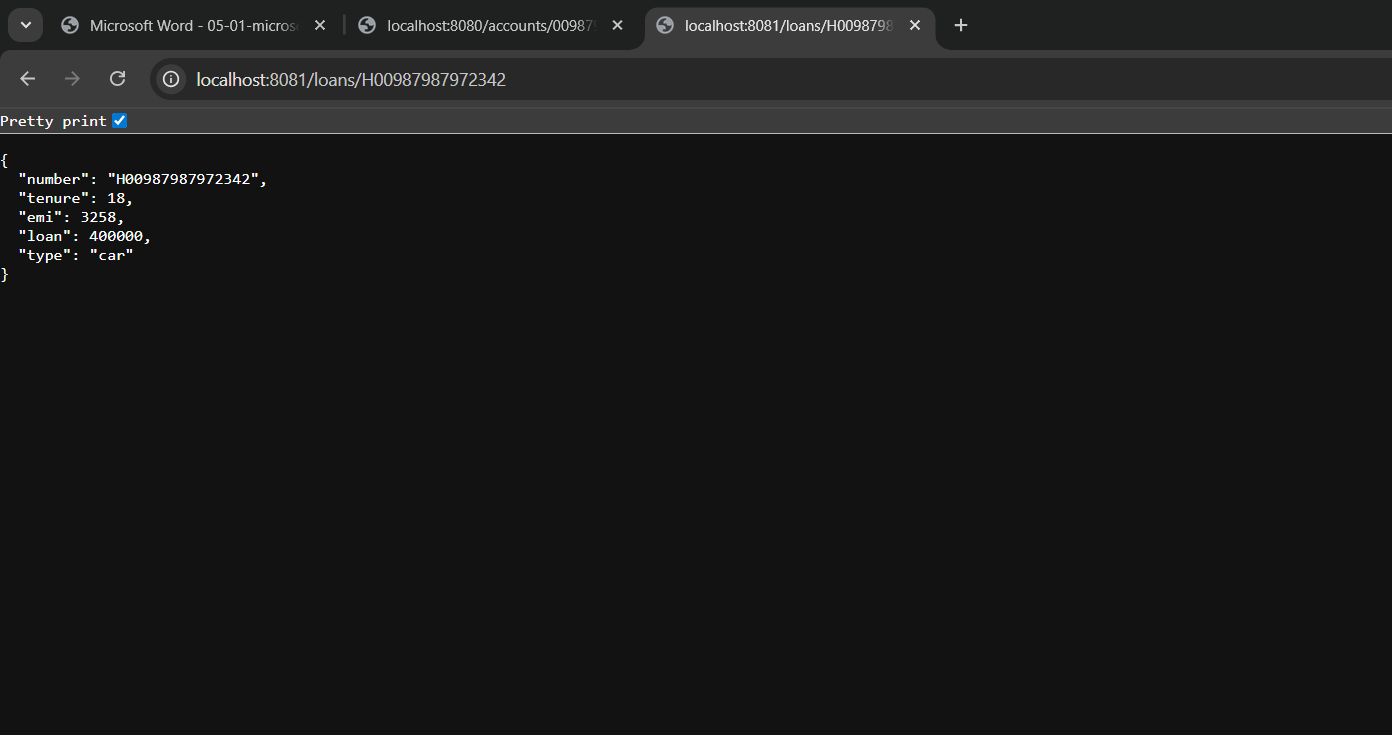 Microsoft Word - 05-01-micros
localhost:8080/accounts/00987
localhost:8081/loans/H0098798
localhost:8081/loans/H00987987972342
Pretty print
{
"number": "H00987987972342",
"tenure": 18,
"emi": 3258,
"loan": 400000,
"type": "car"
}